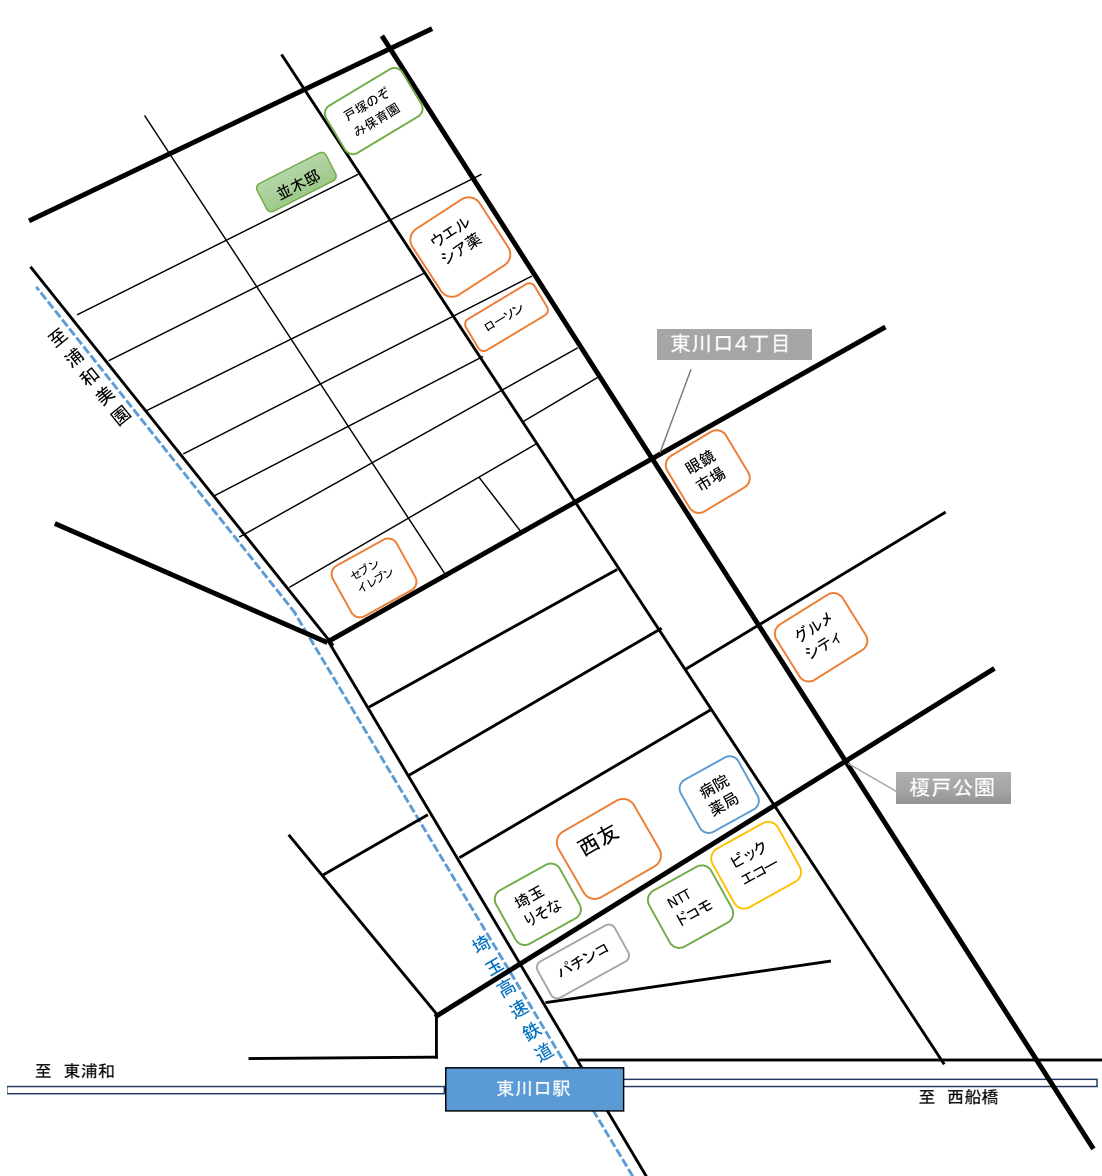 戸塚のぞ
み保育園
並木邸
ウエル
シア薬
ローソン
至浦和美園
東川口4丁目
眼鏡
市場
セブン
イレブン
グルメ
シティ
病院
薬局
榎戸公園
西友
ビック
エコー
埼玉
りそな
NTT
ドコモ
パチンコ
埼玉高速鉄道
至 東浦和
東川口駅
至 西船橋